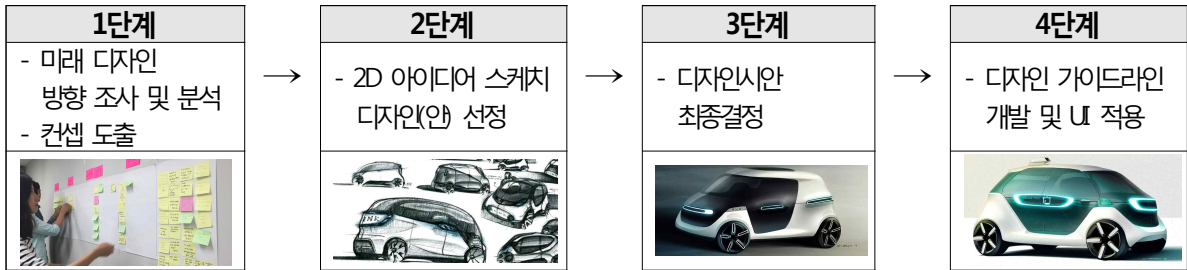 1단계
- 미래 디자인
방향 조사 및 분석
- 컨셉 도출
→
2단계
- 2D 아이디어 스케치
디자인(안) 선정
→
3단계
- 디자인시안
최종결정
→
4단계
- 디자인 가이드라인
개발 및 UI 적용